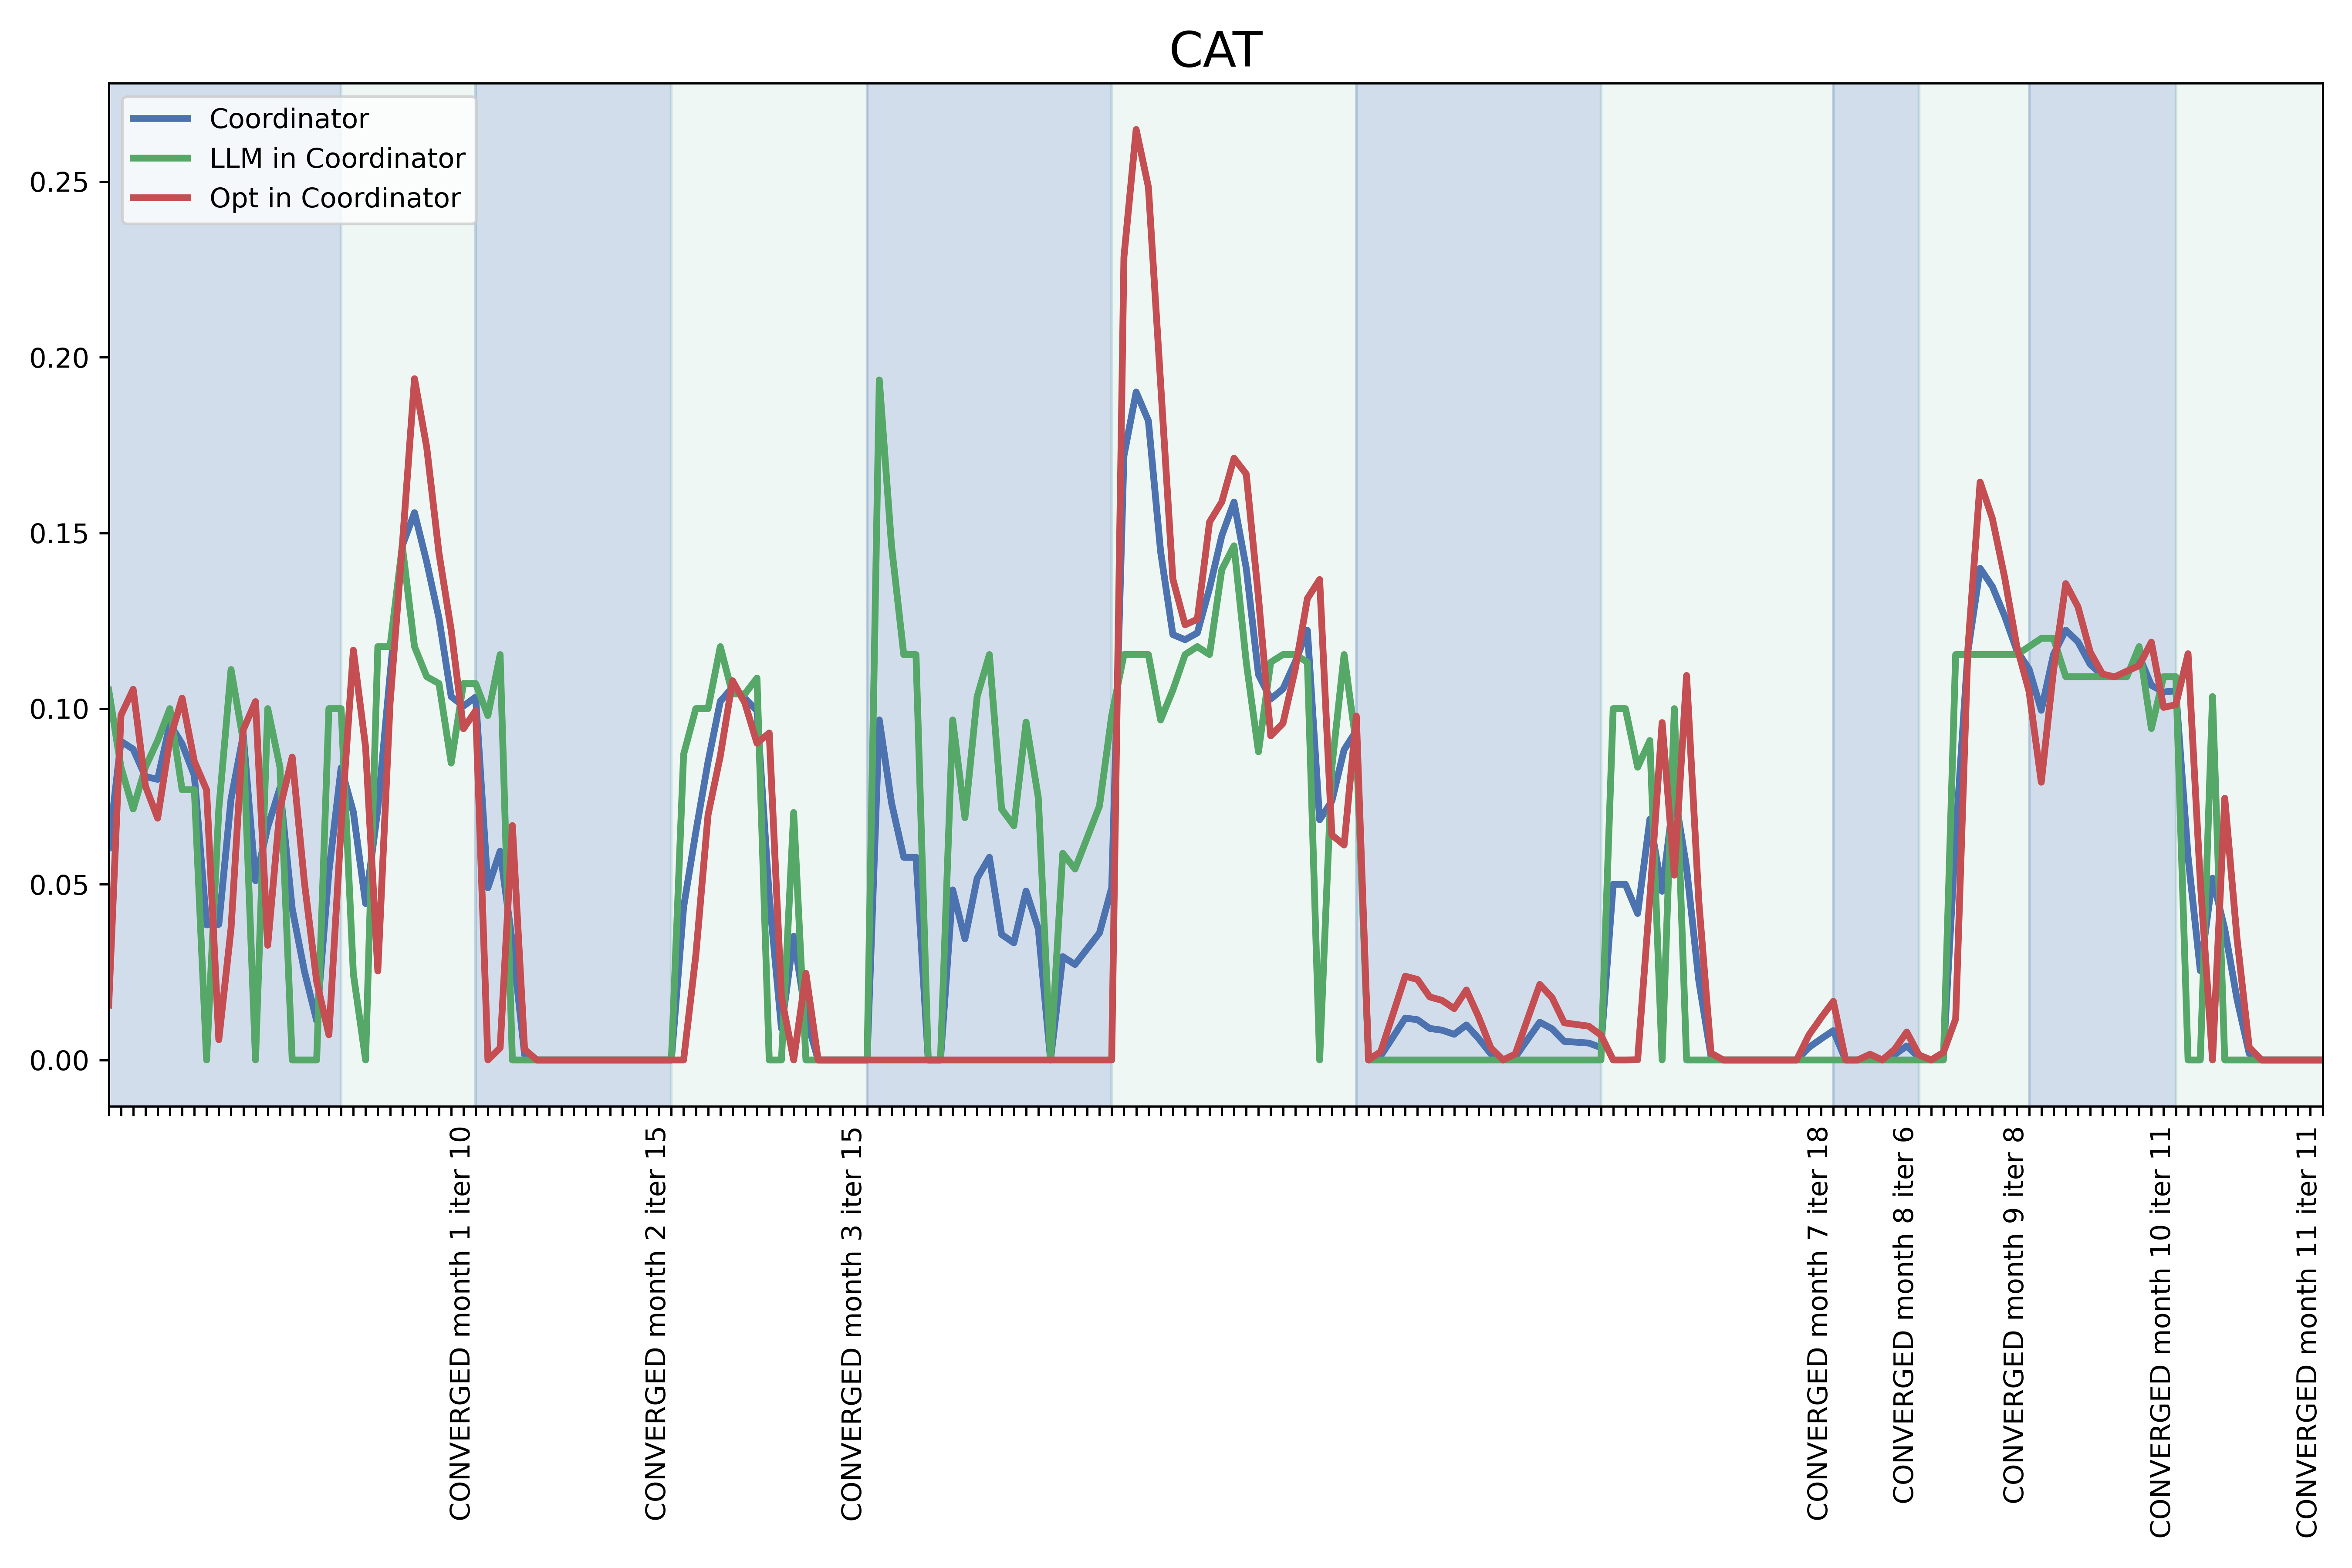 CAT
Coordinator
LLM in Coordinator
Opt in Coordinator
0.25
0.20
0.15
0.10
0.05
0.00
CONVERGED month 1 iter 10
CONVERGED month 2 iter 15
CONVERGED month 3 iter 15
CONVERGED month 7 iter 18
CONVERGED month 8 iter 6
CONVERGED month 9 iter 8
CONVERGED month 10 iter 11
CONVERGED month 11 iter 11